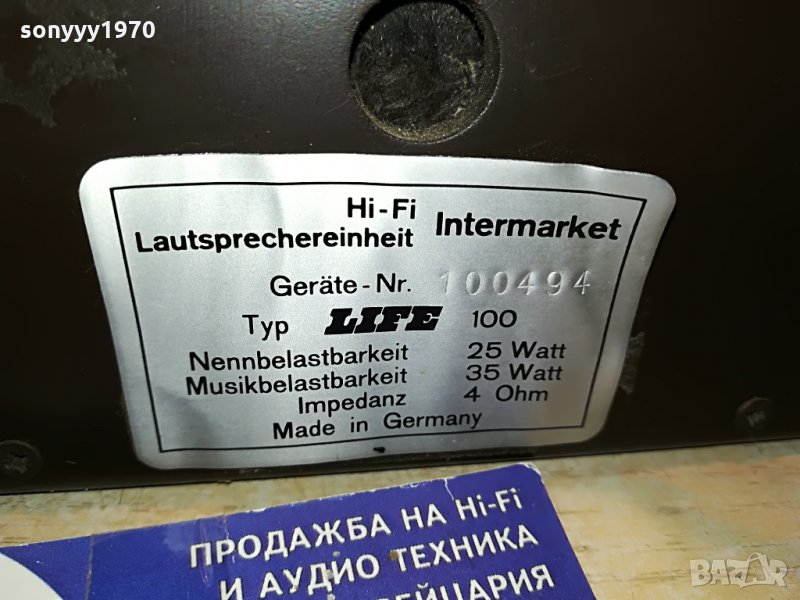 sonyyy1970
Hi-Fi Intermarket
Lautsprechereinheit
Geräte-Nr. 100494
Typ LIFE 100
Nennbelastbarkeit 25 Watt
Musikbelastbarkeit 35 Watt
Impedanz 4 Ohm
Made in Germany
ПРОДАЖБА НА Hi-Fi
И АУДИО ТЕХНИКА
BAZAR